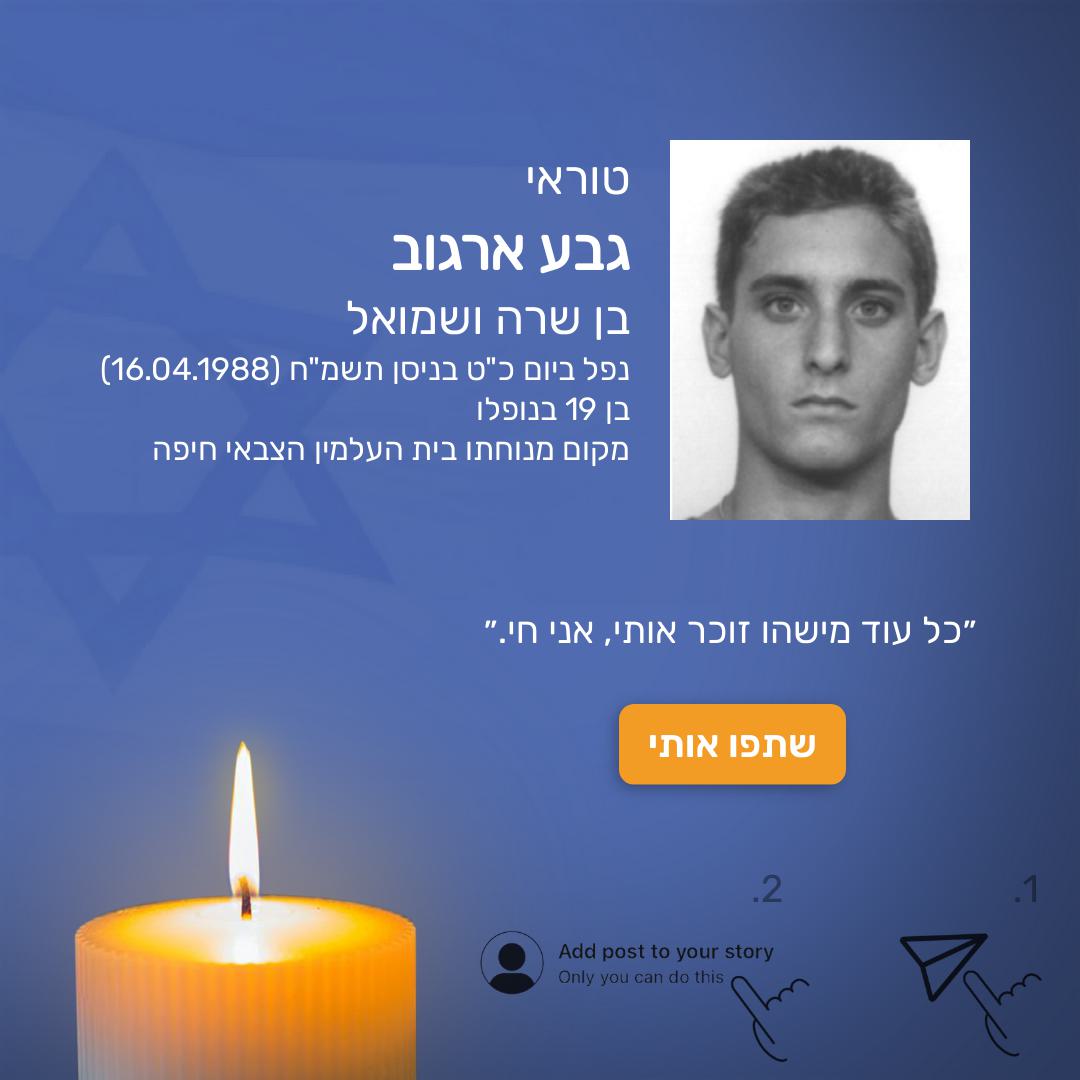 טוראי
גבע ארגוב
בן שרה ושמואל
נפל ביום כ"ט בניסן תשמ"ח (16.04.1988)
בן 19 בנופלו
מקום מנוחתו בית העלמין הצבאי חיפה
״כל עוד מישהו זוכר אותי, אני חי.״
שתפו אותי
.1
.2
Add post to your story
Only you can do this